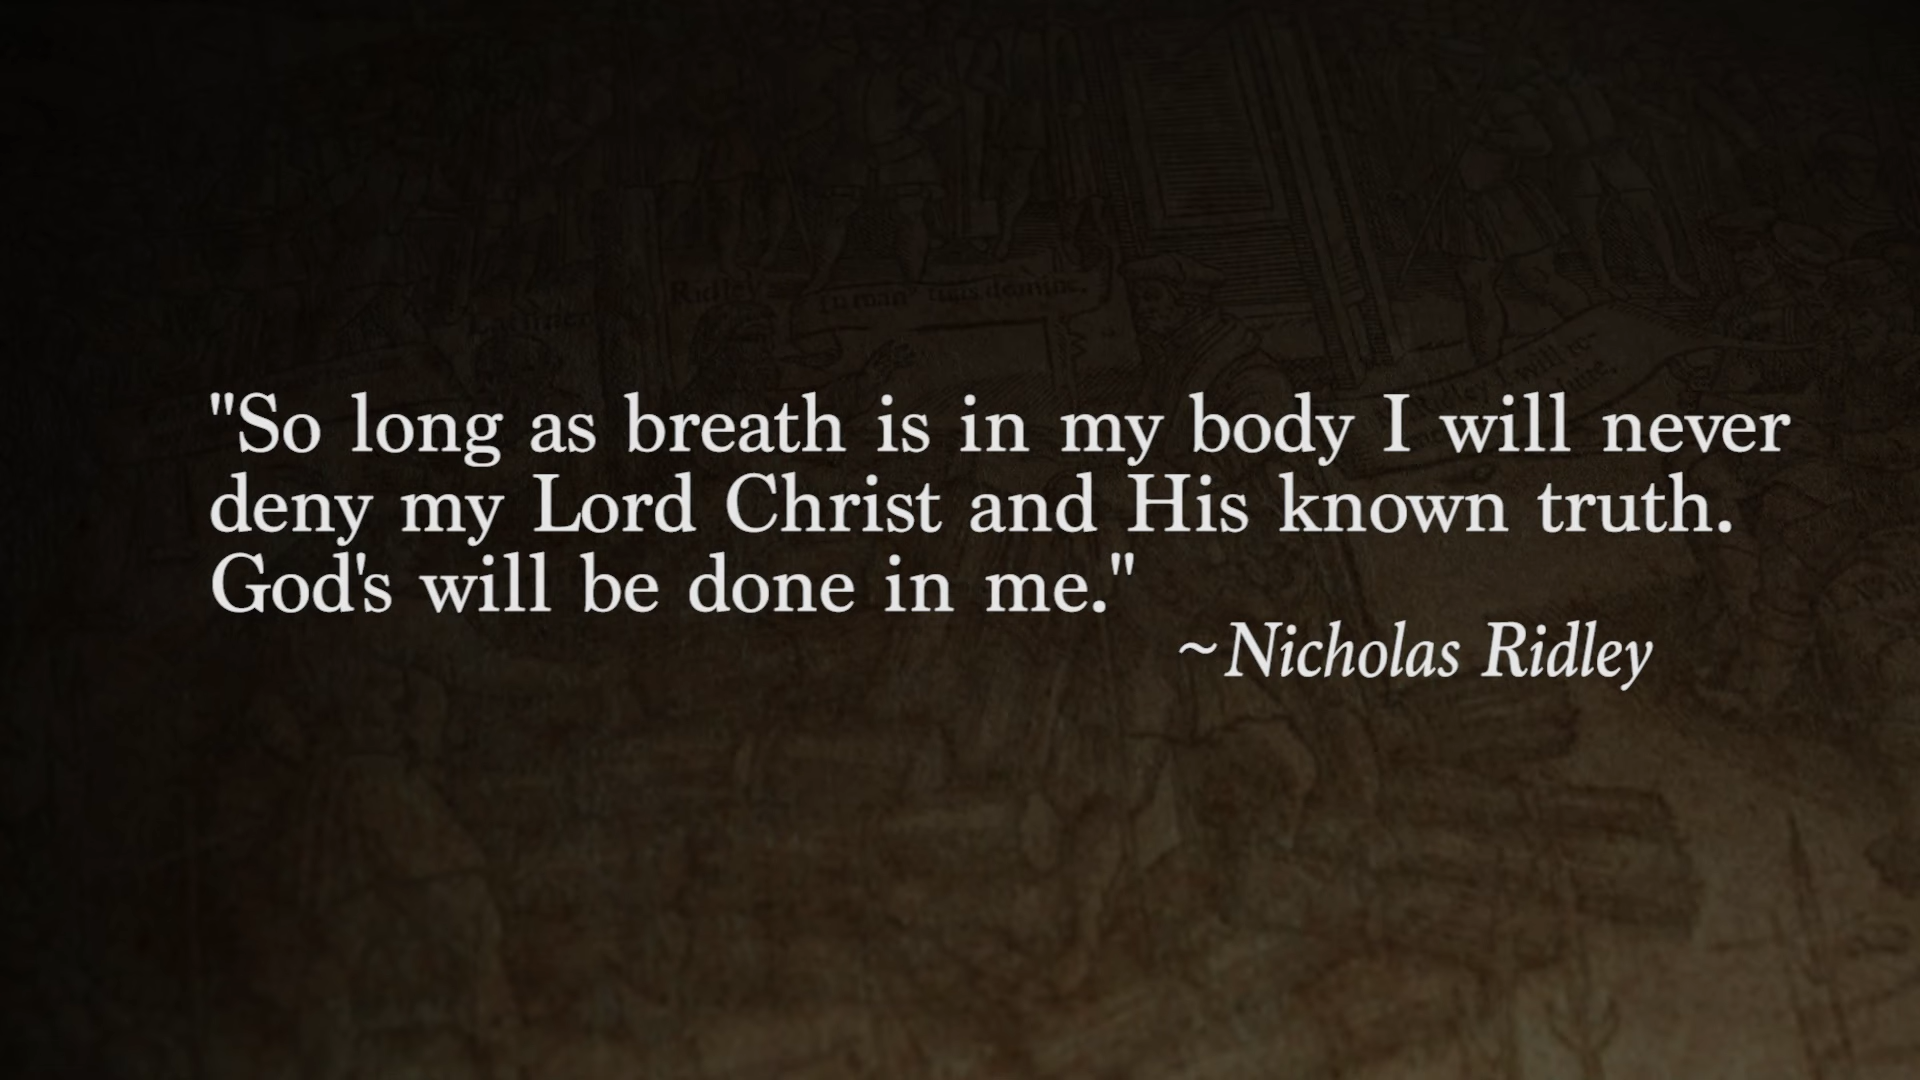 Ridley
"So long as breath is in my body I will never
deny my Lord Christ and His known truth.
God's will be done in me."
~Nicholas Ridley